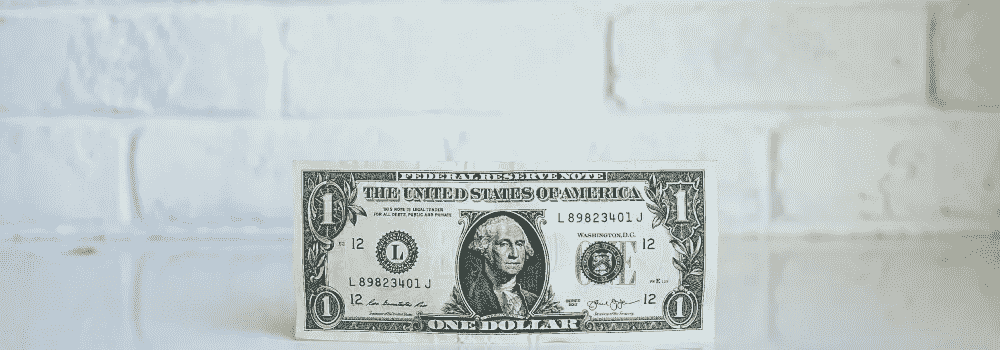 FEDERAL RESERVE NOTE
THE UNITED STATES OF AMERICA
THIS NOTE IS LEGAL TENDER
FOR ALL DEBTS, PUBLIC AND PRIVATE
L 89823401 J
WASHINGTON, D.C.
1
1
12
12
L
ONE
L 89823401 J
12
12
SERIES
1
1
ONE DOLLAR